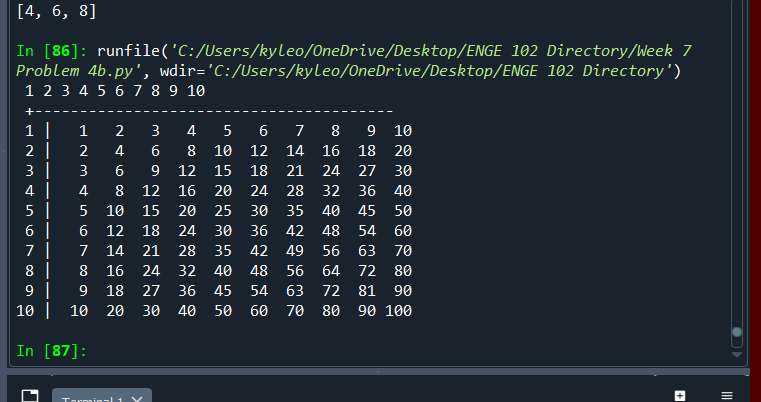 [4, 6, 8]
In [86]: runfile('C:/Users/kyleo/OneDrive/Desktop/ENGE 102 Directory/Week 7
Problem 4b.py', wdir='C:/Users/kyleo/OneDrive/Desktop/ENGE 102 Directory')
 1 2 3 4 5 6 7 8 9 10
 +----------------------------------------
 1 |   1   2   3   4   5   6   7   8   9  10
 2 |   2   4   6   8  10  12  14  16  18  20
 3 |   3   6   9  12  15  18  21  24  27  30
 4 |   4   8  12  16  20  24  28  32  36  40
 5 |   5  10  15  20  25  30  35  40  45  50
 6 |   6  12  18  24  30  36  42  48  54  60
 7 |   7  14  21  28  35  42  49  56  63  70
 8 |   8  16  24  32  40  48  56  64  72  80
 9 |   9  18  27  36  45  54  63  72  81  90
10 |  10  20  30  40  50  60  70  80  90 100
In [87]:
Terminal 1